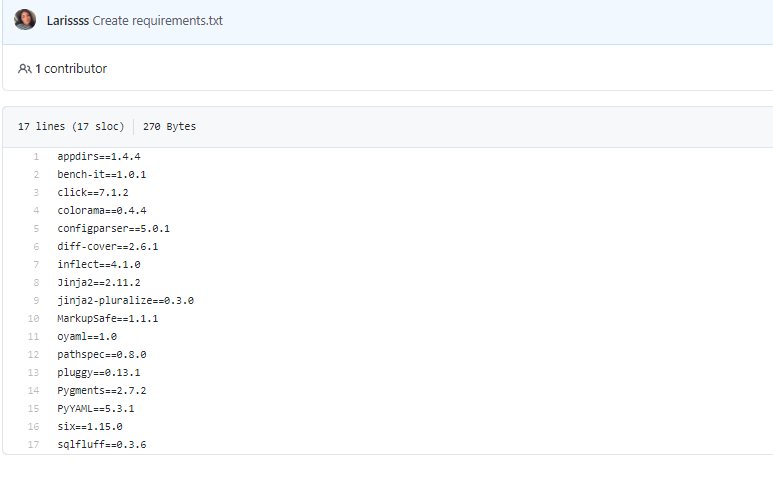 Larissss Create requirements.txt
1 contributor
17 lines (17 sloc) 270 Bytes
1 appdirs==1.4.4
2 bench-it==1.0.1
3 click==7.1.2
4 colorama==0.4.4
5 configparser==5.0.1
6 diff-cover==2.6.1
7 inflect==4.1.0
8 Jinja2==2.11.2
9 jinja2-pluralize==0.3.0
10 MarkupSafe==1.1.1
11 oyaml==1.0
12 pathspec==0.8.0
13 pluggy==0.13.1
14 Pygments==2.7.2
15 PyYAML==5.3.1
16 six==1.15.0
17 sqlfluff==0.3.6